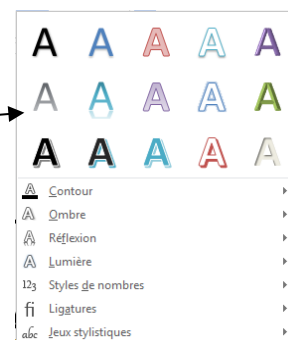 A A A A A
A A A A A
A A A A A
A Contour
A Ombre
A Réflexion
A Lumière
123 Styles de nombres
fi Ligatures
abc Jeux stylistiques